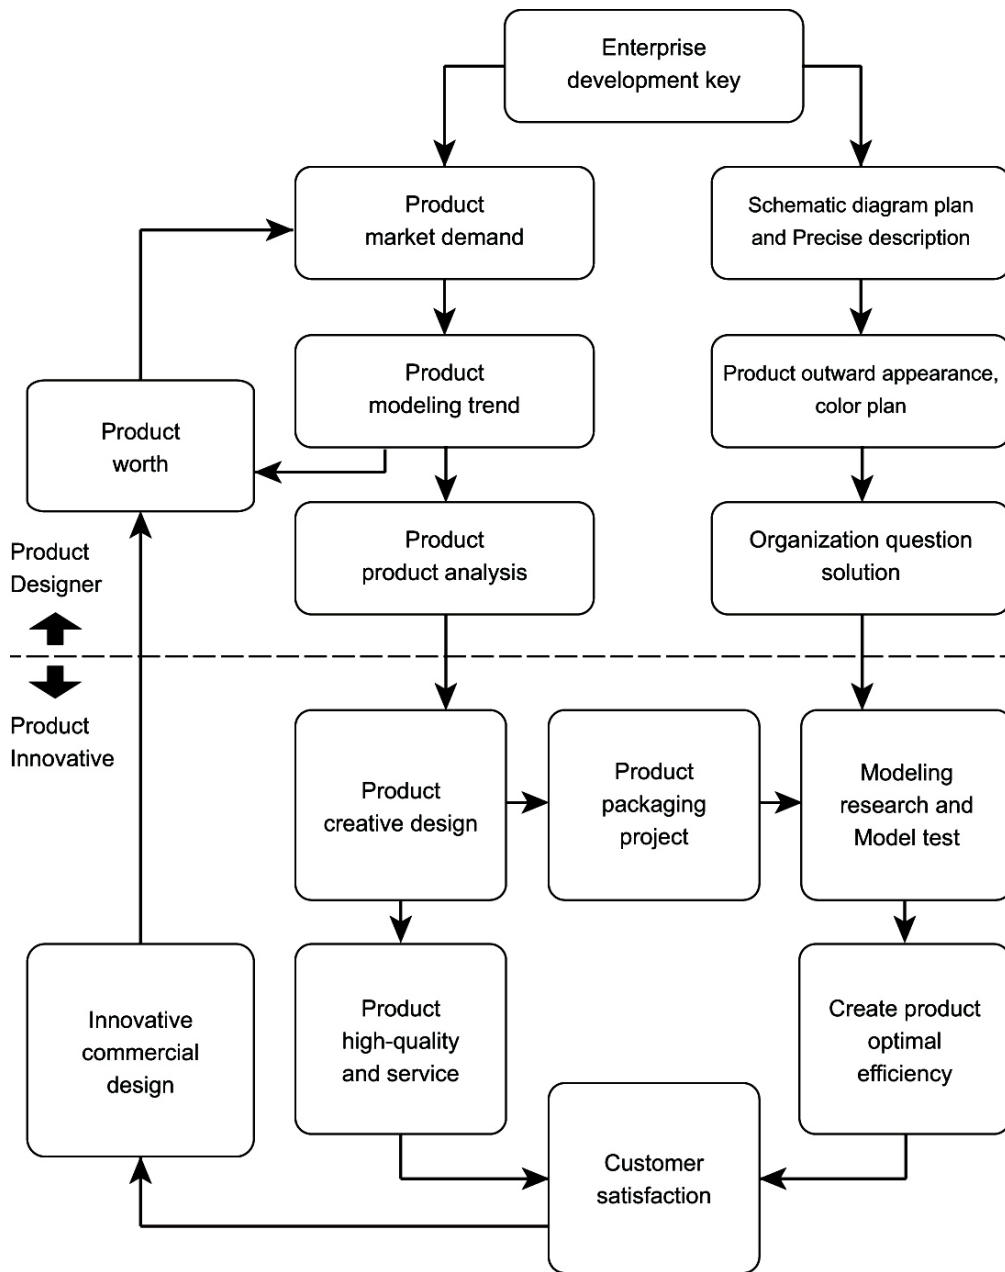 Enterprise
development key
Product
market demand
Schematic diagram plan
and Precise description
Product
modeling trend
Product outward appearance,
color plan
Product
worth
Product
product analysis
Organization question
solution
Product
Designer
Product
Innovative
Product
creative design
Product
packaging
project
Modeling
research and
Model test
Innovative
commercial
design
Product
high-quality
and service
Create product
optimal
efficiency
Customer
satisfaction